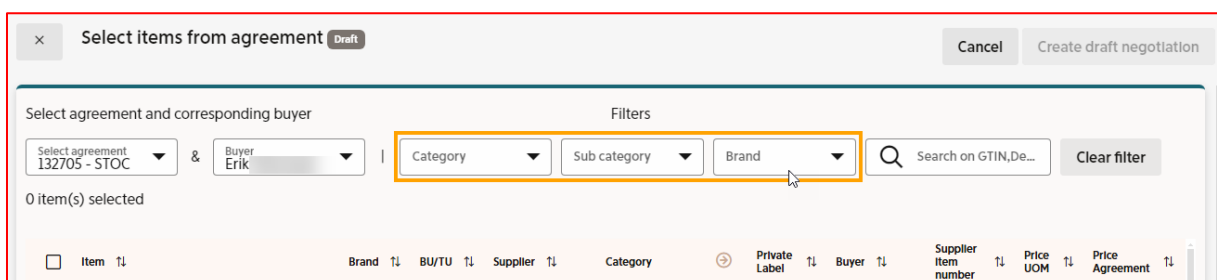 Select items from agreement Draft
Cancel Create draft negotiation
Select agreement and corresponding buyer Filters
Select agreement
132705 - STOC
&
Buyer
Erik
|
Category Sub category Brand Search on GTIN,De... Clear filter
0 item(s) selected
Item Brand BU/TU Supplier Category Private Label Buyer Supplier Item number Price UOM Price Agreement